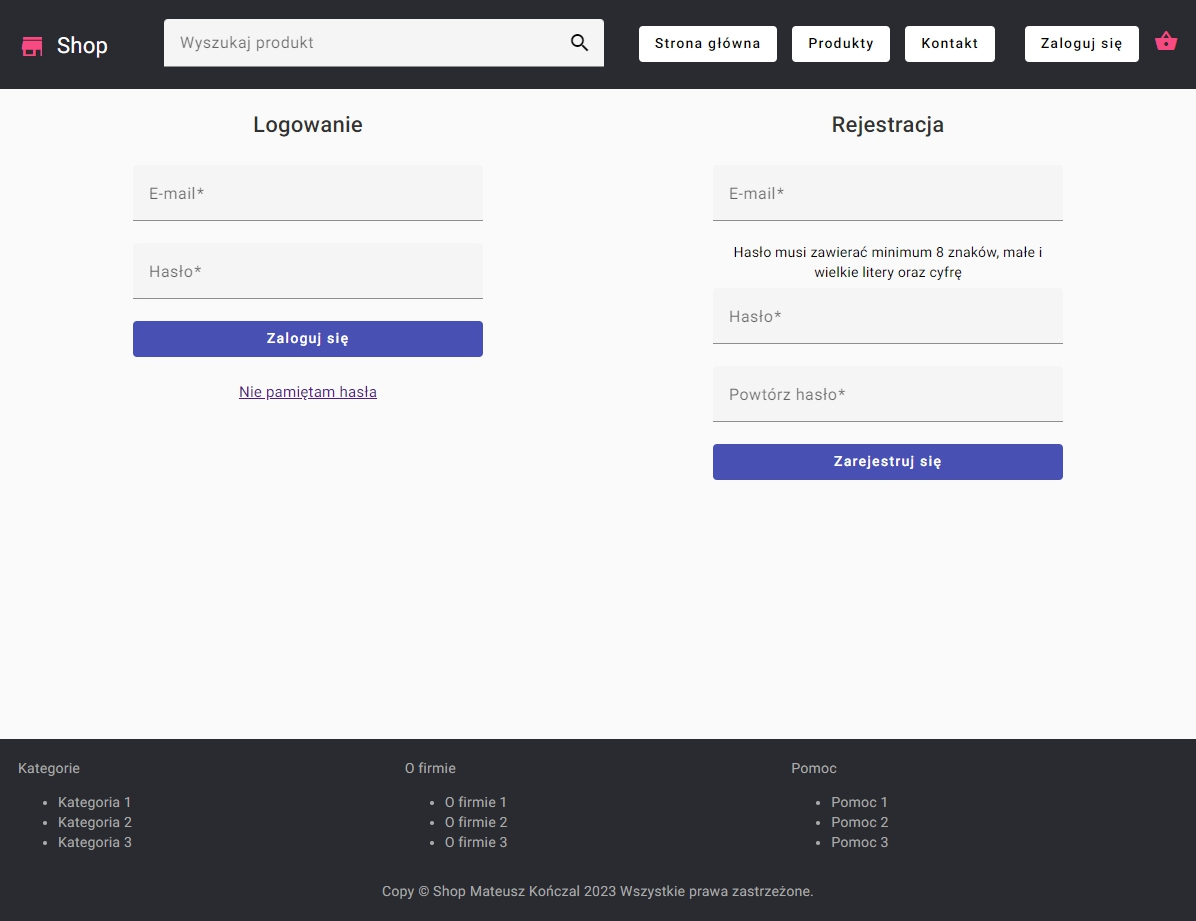 Shop
Wyszukaj produkt
Strona główna
Produkty
Kontakt
Zaloguj się
Logowanie
E-mail*
Hasło*
Zaloguj się
Nie pamiętam hasła
Rejestracja
E-mail*
Hasło musi zawierać minimum 8 znaków, małe i
wielkie litery oraz cyfrę
Hasło*
Powtórz hasło*
Zarejestruj się
Kategorie
Kategoria 1
Kategoria 2
Kategoria 3
O firmie
O firmie 1
O firmie 2
O firmie 3
Pomoc
Pomoc 1
Pomoc 2
Pomoc 3
Copy © Shop Mateusz Kończal 2023 Wszystkie prawa zastrzeżone.